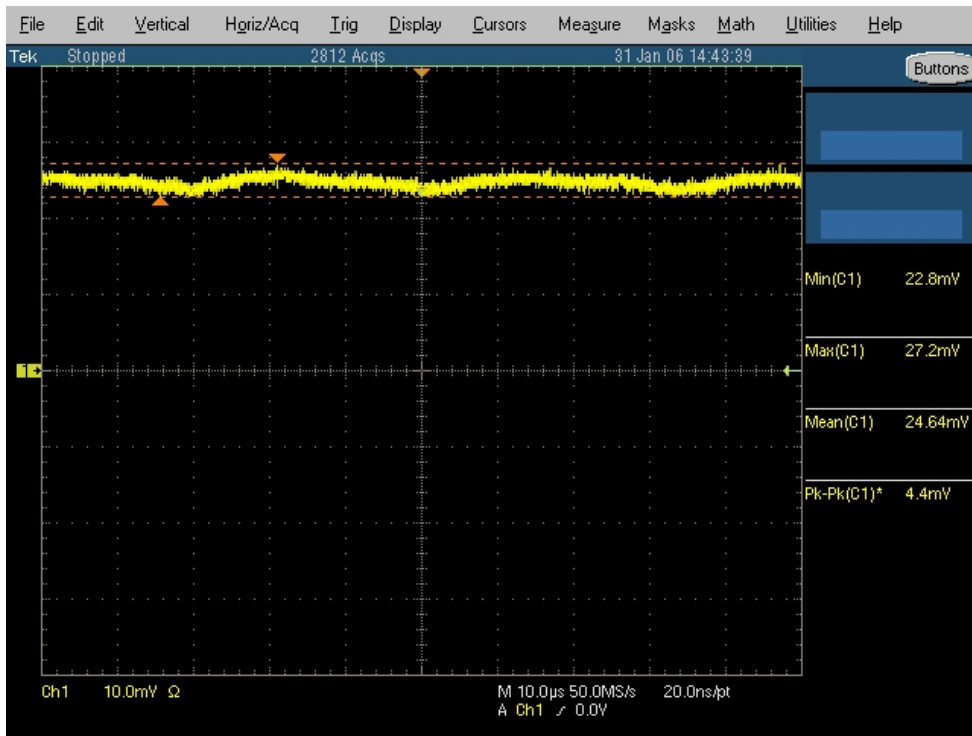 File Edit Vertical Horiz/Acq Trig Display Cursors Measure Masks Math Utilities Help
Tek Stopped 2812 Acqs 31 Jan 06 14:43:39
Buttons
Min(C1) 22.8mV
Max(C1) 27.2mV
1
Mean(C1) 24.64mV
Pk-Pk(C1)* 4.4mV
Ch1 10.0mV Ω M 10.0µs 50.0MS/s 20.0ns/pt
A Ch1 / 0.0V